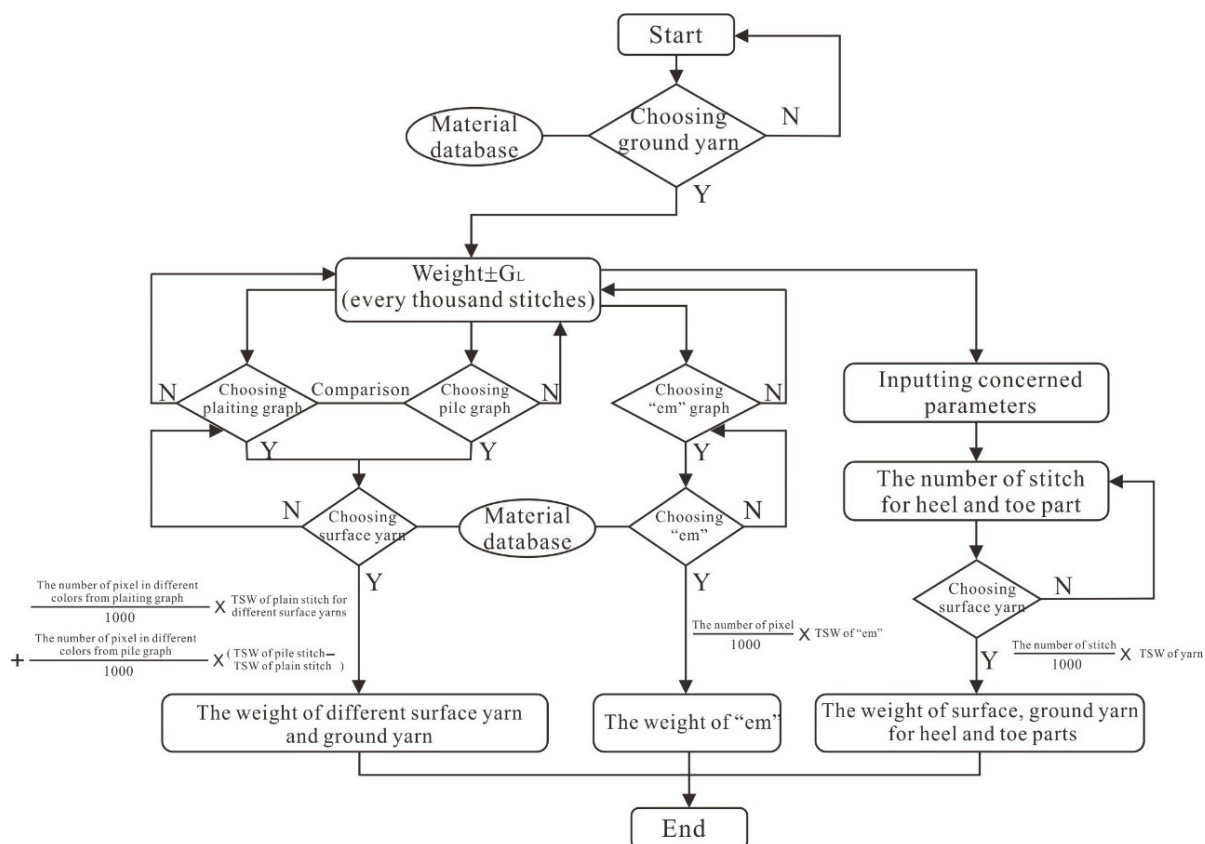 Start
Choosing
ground yarn
N
Material
database
Y
Weight±GL
(every thousand stitches)
N
Choosing
plaiting graph
Comparison
Choosing
pile graph
N
Choosing
“em” graph
N
Inputting concerned
parameters
Y
Y
Y
The number of stitch
for heel and toe part
N
Choosing
surface yarn
Material
database
Choosing
“em”
N
Y
Y
Choosing
surface yarn
N
The number of pixel in different
colors from plaiting graph
1000
× TSW of plain stitch for
different surface yarns
+ The number of pixel in different
colors from pile graph
1000
× (TSW of pile stitch−
TSW of plain stitch )
The number of pixel
1000
× TSW of “em”
Y
The number of stitch
1000
× TSW of yarn
The weight of different surface yarn
and ground yarn
The weight of “em”
The weight of surface, ground yarn
for heel and toe parts
End